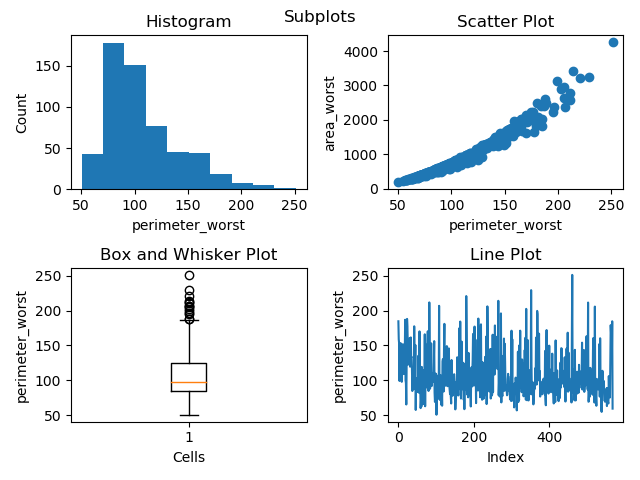 Subplots
Histogram
150
100
50
0
Count
50 100 150 200 250
perimeter_worst
Scatter Plot
4000
3000
2000
1000
0
area_worst
50 100 150 200 250
perimeter_worst
Box and Whisker Plot
250
200
150
100
50
perimeter_worst
1
Cells
Line Plot
250
200
150
100
50
perimeter_worst
0 200 400
Index